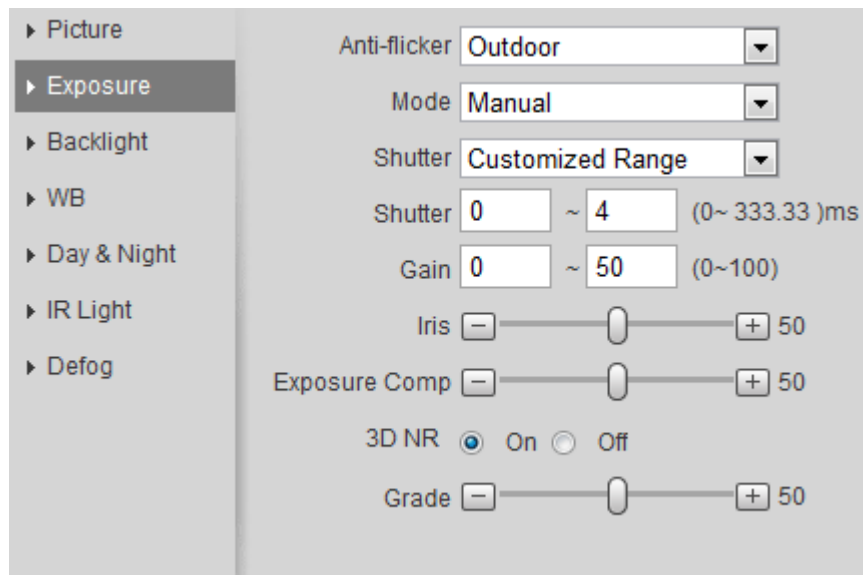 Picture
Exposure
Backlight
WB
Day & Night
IR Light
Defog
Anti-flicker Outdoor
Mode Manual
Shutter Customized Range
Shutter 0 ~ 4 (0~ 333.33 )ms
Gain 0 ~ 50 (0~100)
Iris 50
Exposure Comp 50
3D NR On Off
Grade 50